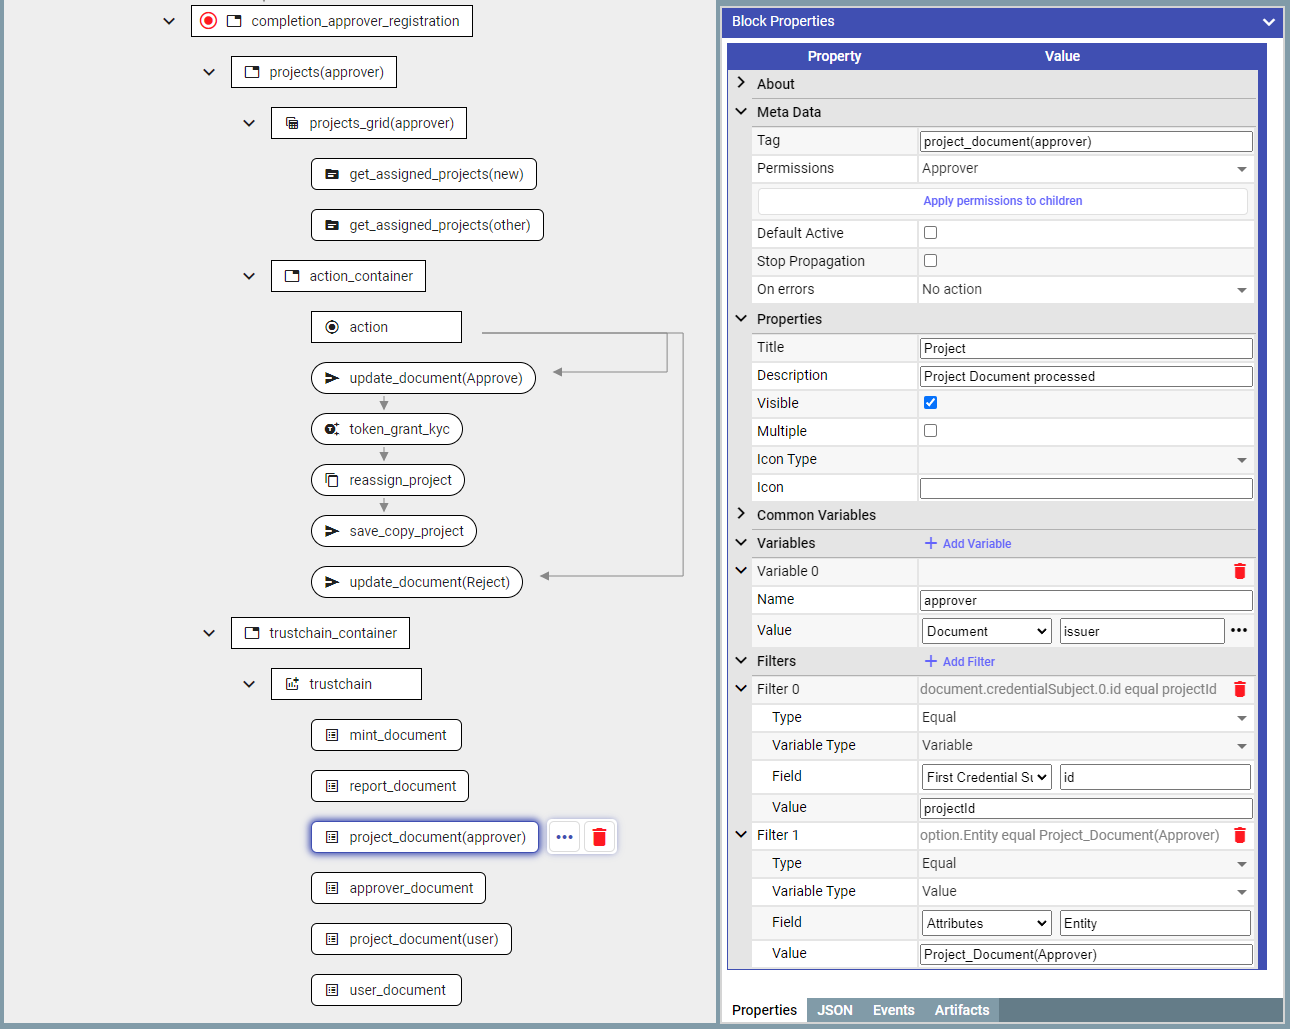 completion_approver_registration
projects(approver)
projects_grid(approver)
get_assigned_projects(new)
get_assigned_projects(other)
action_container
action
update_document(Approve)
token_grant_kyc
reassign_project
save_copy_project
update_document(Reject)
trustchain_container
trustchain
mint_document
report_document
project_document(approver)
approver_document
project_document(user)
user_document
Block Properties
Property Value
About
Meta Data
Tag project_document(approver)
Permissions Approver
Apply permissions to children
Default Active
Stop Propagation
On errors No action
Properties
Title Project
Description Project Document processed
Visible
Multiple
Icon Type
Icon
Common Variables
Variables + Add Variable
Variable 0
Name approver
Value Document issuer
Filters + Add Filter
Filter 0 document.credentialSubject.0.id equal projectId
Type Equal
Variable Type Variable
Field First Credential Su id
Value projectId
Filter 1 option.Entity equal Project_Document(Approver)
Type Equal
Variable Type Value
Field Attributes Entity
Value Project_Document(Approver)
Properties JSON Events Artifacts